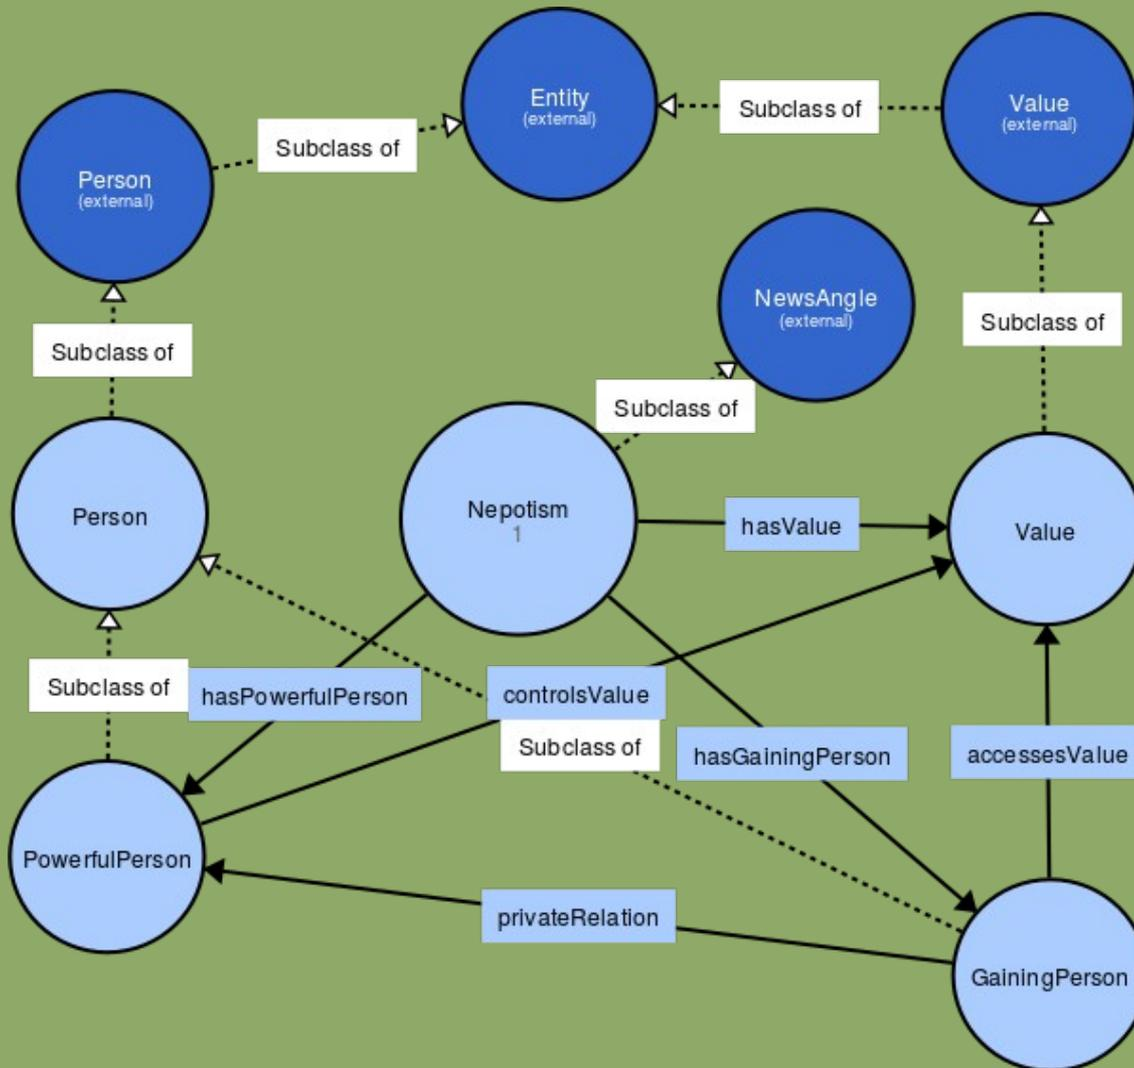 Entity
(external)
Subclass of
Value
(external)
Subclass of
Person
(external)
NewsAngle
(external)
Subclass of
Subclass of
Subclass of
Nepotism
1
Person
hasValue
Value
Subclass of
hasPowerfulPerson
controlsValue
Subclass of
hasGainingPerson
accessesValue
PowerfulPerson
privateRelation
GainingPerson